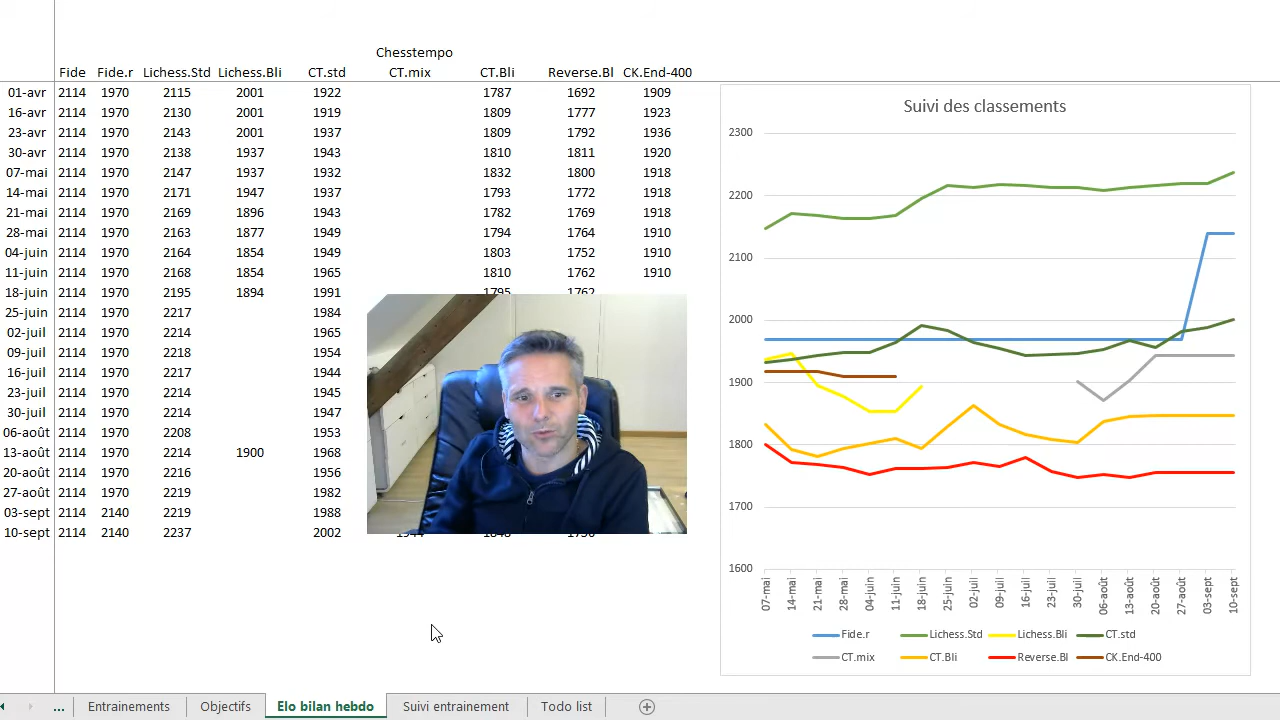 Chesstempo
Fide Fide.r Lichess.Std Lichess.Bli CT.std CT.mix CT.Bli Reverse.Bl CK.End-400
01-avr 2114 1970 2115 2001 1922 1787 1692 1909
16-avr 2114 1970 2130 2001 1919 1809 1777 1923
23-avr 2114 1970 2143 2001 1937 1809 1792 1936
30-avr 2114 1970 2138 1937 1943 1810 1811 1920
07-mai 2114 1970 2147 1937 1932 1832 1800 1918
14-mai 2114 1970 2171 1947 1937 1793 1772 1918
21-mai 2114 1970 2169 1896 1943 1782 1769 1918
28-mai 2114 1970 2163 1877 1949 1794 1764 1910
04-juin 2114 1970 2164 1854 1949 1803 1752 1910
11-juin 2114 1970 2168 1854 1965 1810 1762 1910
18-juin 2114 1970 2195 1894 1991 1795 1762
25-juin 2114 1970 2217 1984
02-juil 2114 1970 2214 1965
09-juil 2114 1970 2218 1954
16-juil 2114 1970 2217 1944
23-juil 2114 1970 2214 1945
30-juil 2114 1970 2214 1947
06-août 2114 1970 2208 1953
13-août 2114 1970 2214 1900 1968
20-août 2114 1970 2216 1956
27-août 2114 1970 2219 1982
03-sept 2114 2140 2219 1988
10-sept 2114 2140 2237 2002
Suivi des classements
2300
2200
2100
2000
1900
1800
1700
1600
07-mai 14-mai 21-mai 28-mai 04-juin 11-juin 18-juin 25-juin 02-juil 09-juil 16-juil 23-juil 30-juil 06-août 13-août 20-août 27-août 03-sept 10-sept
Fide.r Lichess.Std Lichess.Bli CT.std
CT.mix CT.Bli Reverse.Bl CK.End-400
... Entrainements Objectifs Elo bilan hebdo Suivi entrainement Todo list